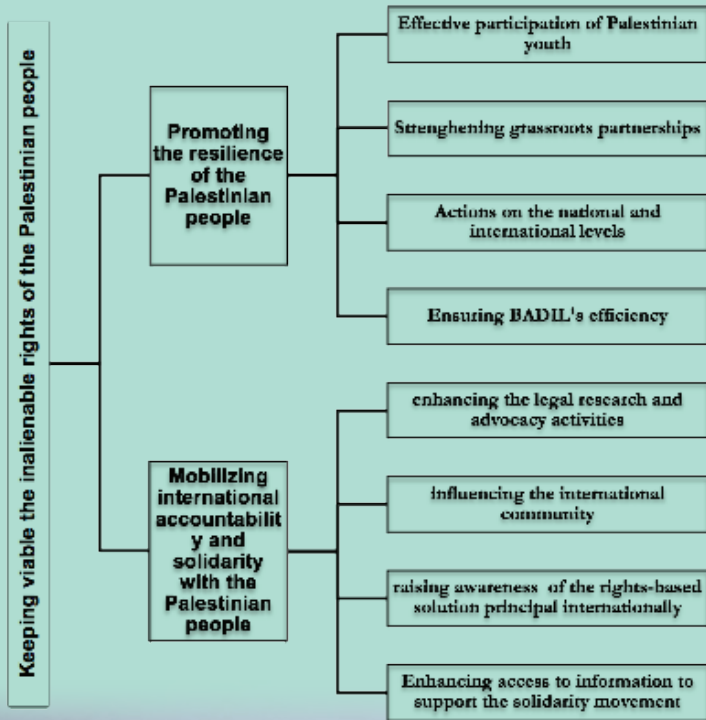 Keeping viable the inalienable rights of the Palestinian people
Promoting
the resilience
of the
Palestinian
people
Effective participation of Palestinian
youth
Strenghening grassroots partnerships
Actions on the national and
international levels
Ensuring BADIL's efficiency
Mobilizing
international
accountabilit
y and
solidarity
with the
Palestinian
people
enhancing the legal research and
advocacy activities
influencing the international
community
raising awareness of the rights-based
solution principal internationally
Enhancing access to information to
support the solidarity movement